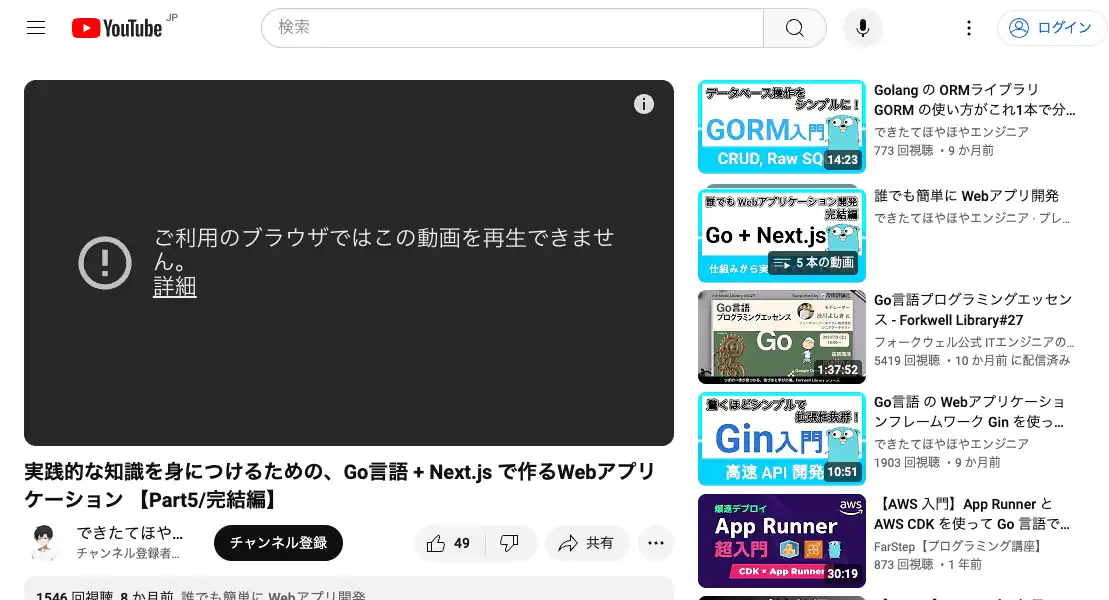 YouTube JP
検索
ログイン
ご利用のブラウザではこの動画を再生できませ
ん。
詳細
実践的な知識を身につけるための、Go言語 + Next.js で作るWebアプリ
ケーション 【Part5/完結編】
できたてほや...
チャンネル登録者...
チャンネル登録
49
共有
1546 回視聴 8 か月前 誰でも簡単に Webアプリ開発
データベース操作を
シンプルに!
GORM入門
CRUD, Raw SQ
14:23
Golang の ORMライブラリ
GORM の使い方がこれ1本で分...
できたてほやほやエンジニア
773 回視聴 ・9 か月前
誰でも Webアプリケーション開発
完結編
Go + Next.js
仕組みから実
5 本の動画
誰でも簡単に Webアプリ開発
できたてほやほやエンジニア · プレ...
Go言語
プログラミングエッセンス
Go
1:37:52
Go言語プログラミングエッセン
ス - Forkwell Library#27
フォークウェル公式 ITエンジニアの...
5419 回視聴 ・10 か月前 に配信済み
驚くほどシンプルで
拡張性抜群!
Gin入門
高速 API 開発
10:51
Go言語 の Webアプリケーショ
ンフレームワーク Gin を使っ...
できたてほやほやエンジニア
1903 回視聴 ・9 か月前
爆速デプロイ
aws
App Runner
超入門
CDK × App Runner
30:19
【AWS 入門】App Runner と
AWS CDK を使って Go 言語で...
FarStep【プログラミング講座】
873 回視聴 ・1 年前